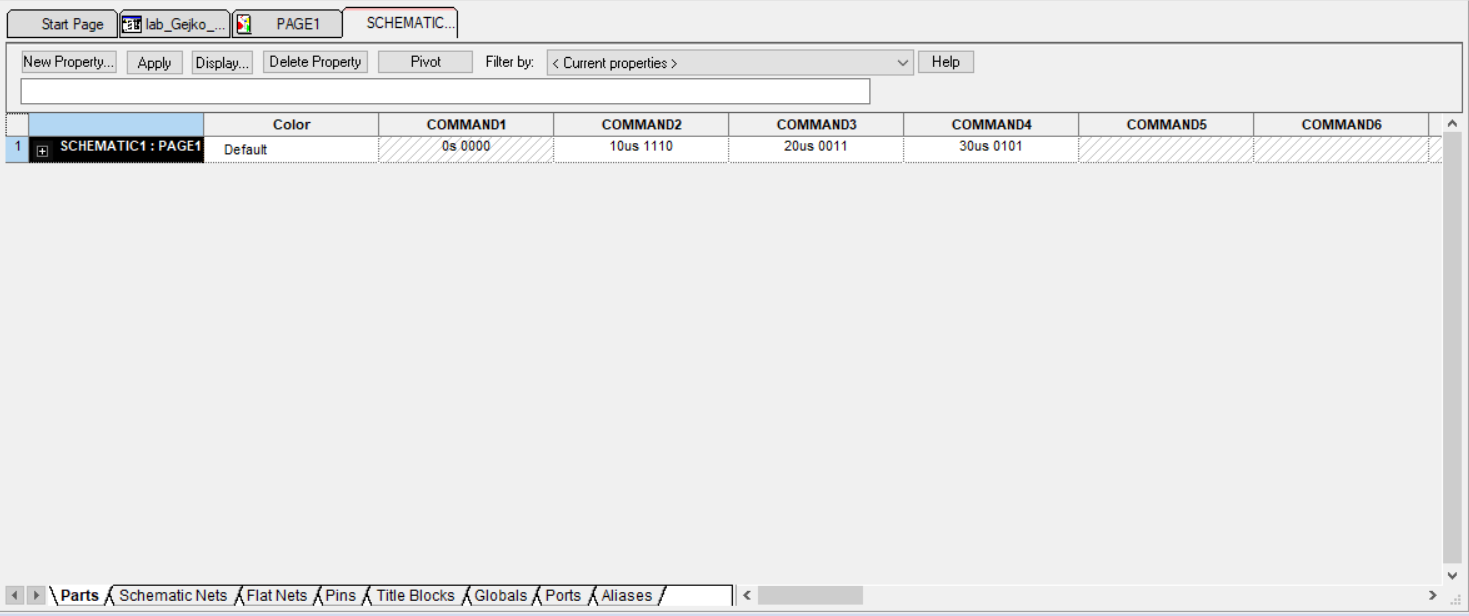 Start Page lab_Gejko_... PAGE1 SCHEMATIC...
New Property... Apply Display... Delete Property Pivot Filter by: < Current properties > Help
Color COMMAND1 COMMAND2 COMMAND3 COMMAND4 COMMAND5 COMMAND6
1 SCHEMATIC1 : PAGE1 Default 0s 0000 10us 1110 20us 0011 30us 0101
Parts Schematic Nets Flat Nets Pins Title Blocks Globals Ports Aliases